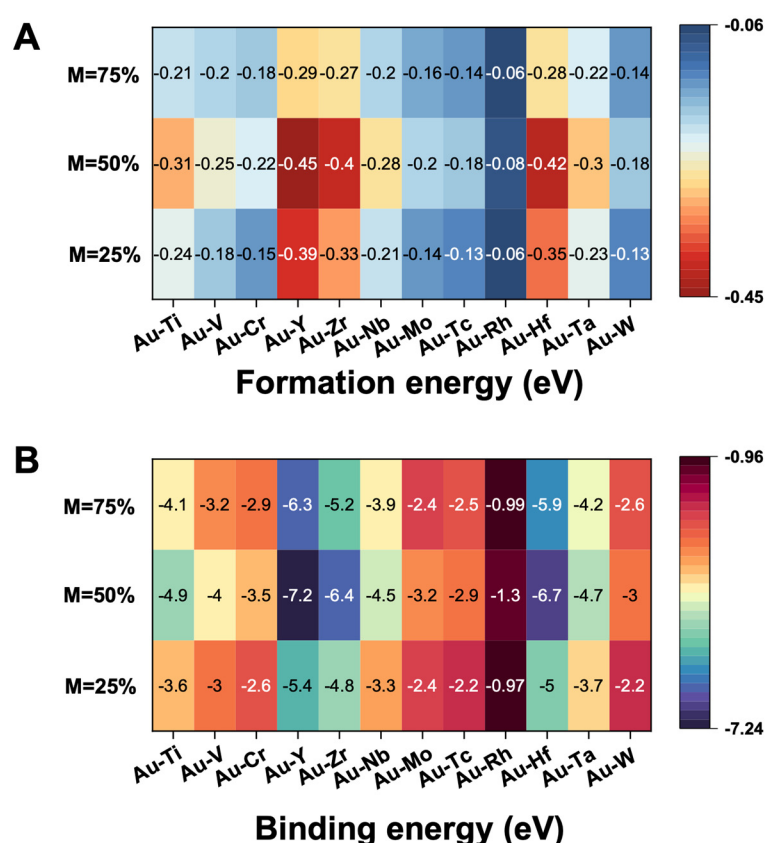 A
M=75% -0.21 -0.2 -0.18 -0.29 -0.27 -0.2 -0.16 -0.14 -0.06 -0.28 -0.22 -0.14
M=50% -0.31 -0.25 -0.22 -0.45 -0.4 -0.28 -0.2 -0.18 -0.08 -0.42 -0.3 -0.18
M=25% -0.24 -0.18 -0.15 -0.39 -0.33 -0.21 -0.14 -0.13 -0.06 -0.35 -0.23 -0.13
Au-Ti Au-V Au-Cr Au-Y Au-Zr Au-Nb Au-Mo Au-Tc Au-Rh Au-Hf Au-Ta Au-W
Formation energy (eV)
-0.06
-0.45
B
M=75% -4.1 -3.2 -2.9 -6.3 -5.2 -3.9 -2.4 -2.5 -0.99 -5.9 -4.2 -2.6
M=50% -4.9 -4 -3.5 -7.2 -6.4 -4.5 -3.2 -2.9 -1.3 -6.7 -4.7 -3
M=25% -3.6 -3 -2.6 -5.4 -4.8 -3.3 -2.4 -2.2 -0.97 -5 -3.7 -2.2
Au-Ti Au-V Au-Cr Au-Y Au-Zr Au-Nb Au-Mo Au-Tc Au-Rh Au-Hf Au-Ta Au-W
Binding energy (eV)
-0.96
-7.24